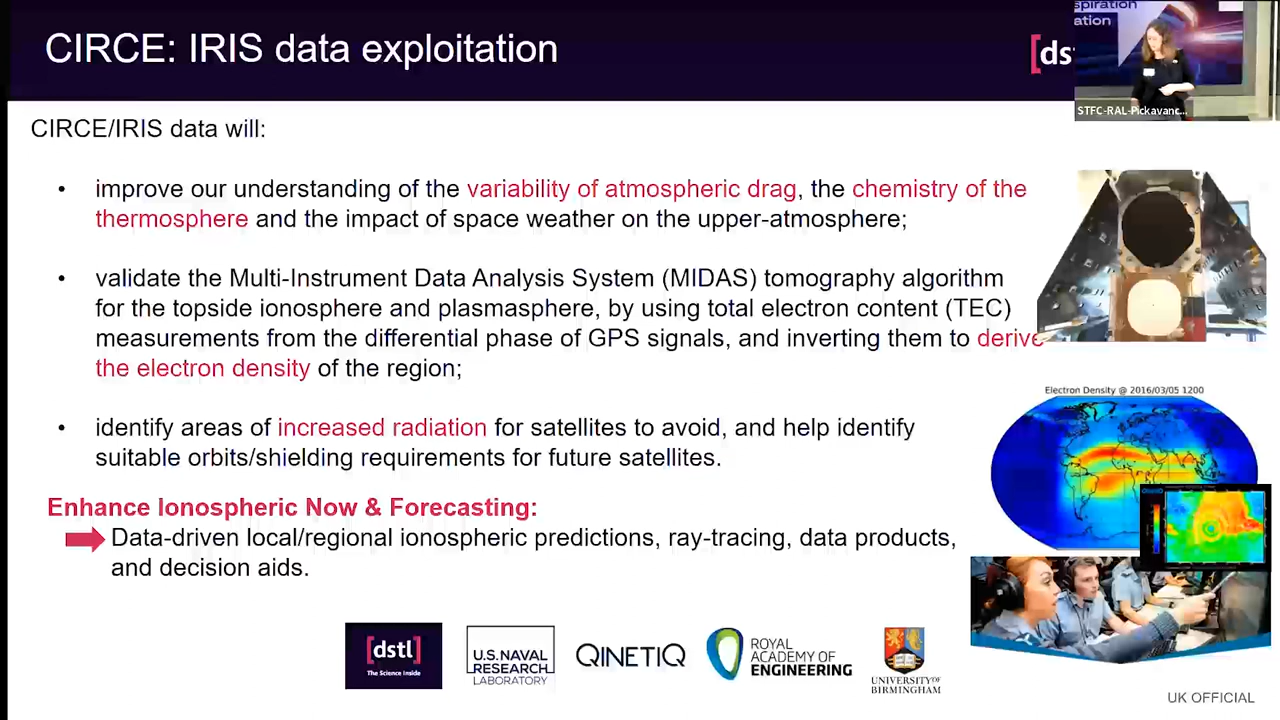 CIRCE: IRIS data exploitation
[dst
spiration
ation
STFC-RAL-Pickavanc...
CIRCE/IRIS data will:
• improve our understanding of the variability of atmospheric drag, the chemistry of the
thermosphere and the impact of space weather on the upper-atmosphere;
• validate the Multi-Instrument Data Analysis System (MIDAS) tomography algorithm
for the topside ionosphere and plasmasphere, by using total electron content (TEC)
measurements from the differential phase of GPS signals, and inverting them to derive
the electron density of the region;
• identify areas of increased radiation for satellites to avoid, and help identify
suitable orbits/shielding requirements for future satellites.
Electron Density @ 2016/03/05 1200
Enhance Ionospheric Now & Forecasting:
Data-driven local/regional ionospheric predictions, ray-tracing, data products,
and decision aids.
[dstl]
The Science Inside
U.S. NAVAL
RESEARCH
LABORATORY
QINETIQ
ROYAL
ACADEMY OF
ENGINEERING
UNIVERSITY OF
BIRMINGHAM
UK OFFICIAL